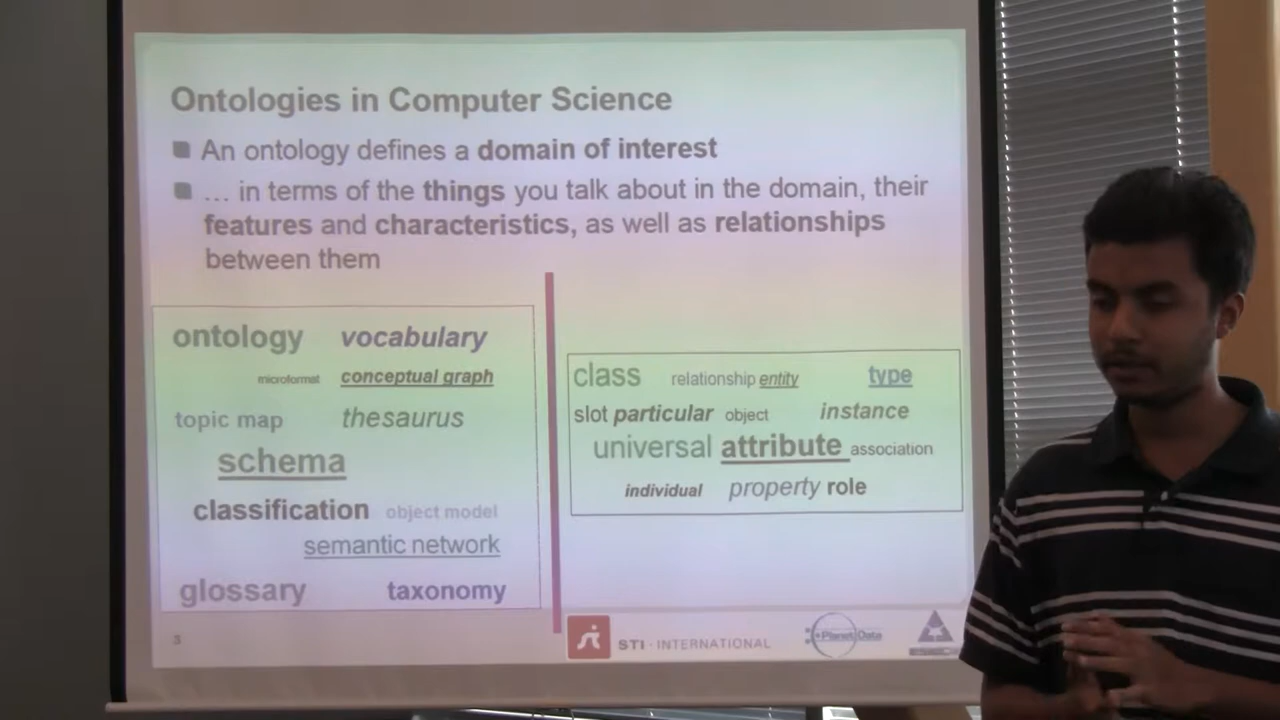 Ontologies in Computer Science
An ontology defines a domain of interest
… in terms of the things you talk about in the domain, their
features and characteristics, as well as relationships
between them
ontology vocabulary
microformat conceptual graph
topic map thesaurus
schema
classification object model
semantic network
glossary taxonomy
class relationship entity type
slot particular object instance
universal attribute association
individual property role
3
STI · INTERNATIONAL
PlanetData